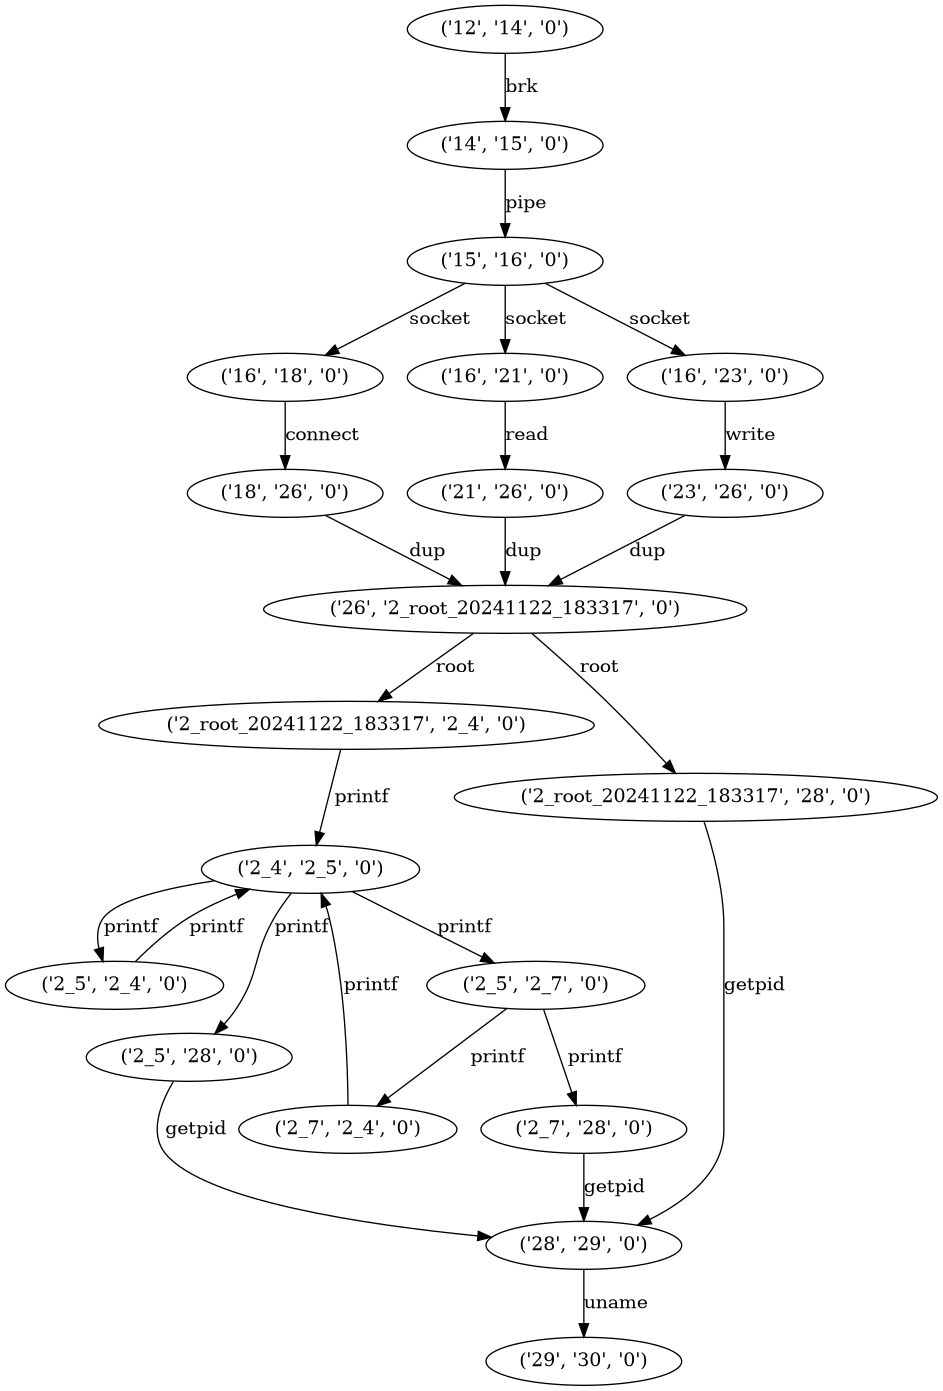 ('12', '14', '0')
brk
('14', '15', '0')
pipe
('15', '16', '0')
socket
socket
socket
('16', '18', '0')
('16', '21', '0')
('16', '23', '0')
connect
read
write
('18', '26', '0')
('21', '26', '0')
('23', '26', '0')
dup
dup
dup
('26', '2_root_20241122_183317', '0')
root
root
('2_root_20241122_183317', '2_4', '0')
('2_root_20241122_183317', '28', '0')
printf
('2_4', '2_5', '0')
printf
printf
printf
printf
('2_5', '2_4', '0')
printf
('2_5', '2_7', '0')
getpid
('2_5', '28', '0')
printf
printf
getpid
('2_7', '2_4', '0')
('2_7', '28', '0')
getpid
('28', '29', '0')
uname
('29', '30', '0')